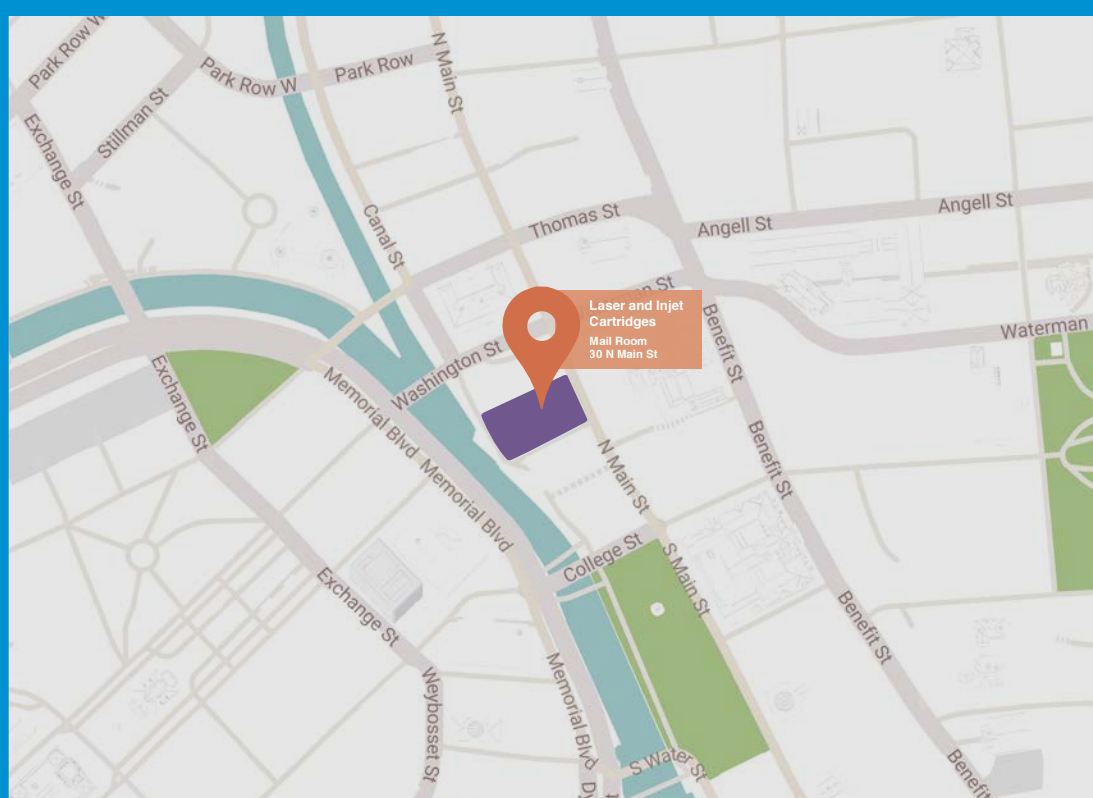 Park Row W
Park Row W
Park Row
N Main St
Stillman St
Exchange St
Canal St
Thomas St
Angell St
Angell St
Laser and Injet
Cartridges
Mail Room
30 N Main St
St
Benefit St
Waterman
Washington St
Exchange St
Memorial Blvd
Memorial Blvd
N Main St
Benefit St
College St
S Main St
Exchange St
Benefit St
Weybosset St
Memorial Blvd
S Water St
Benefit